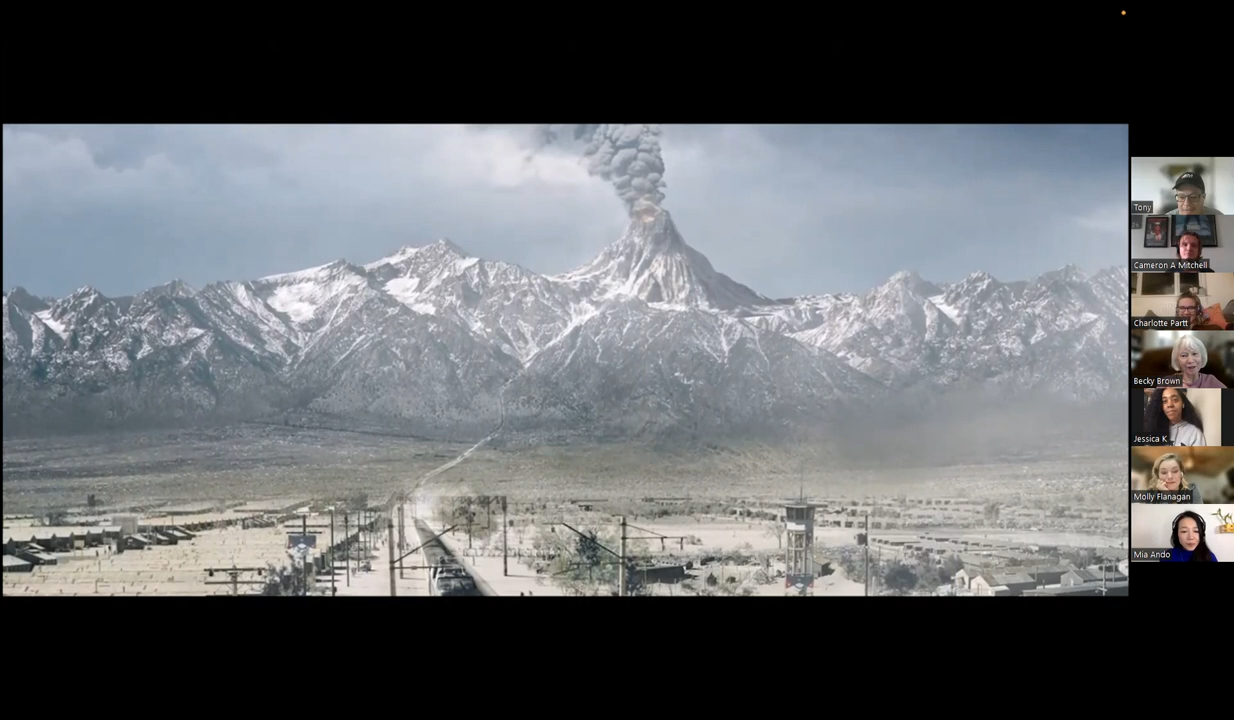 Tony
Cameron A Mitchell
Charlotte Partt
Becky Brown
Jessica K
Molly Flanagan
Mia Ando